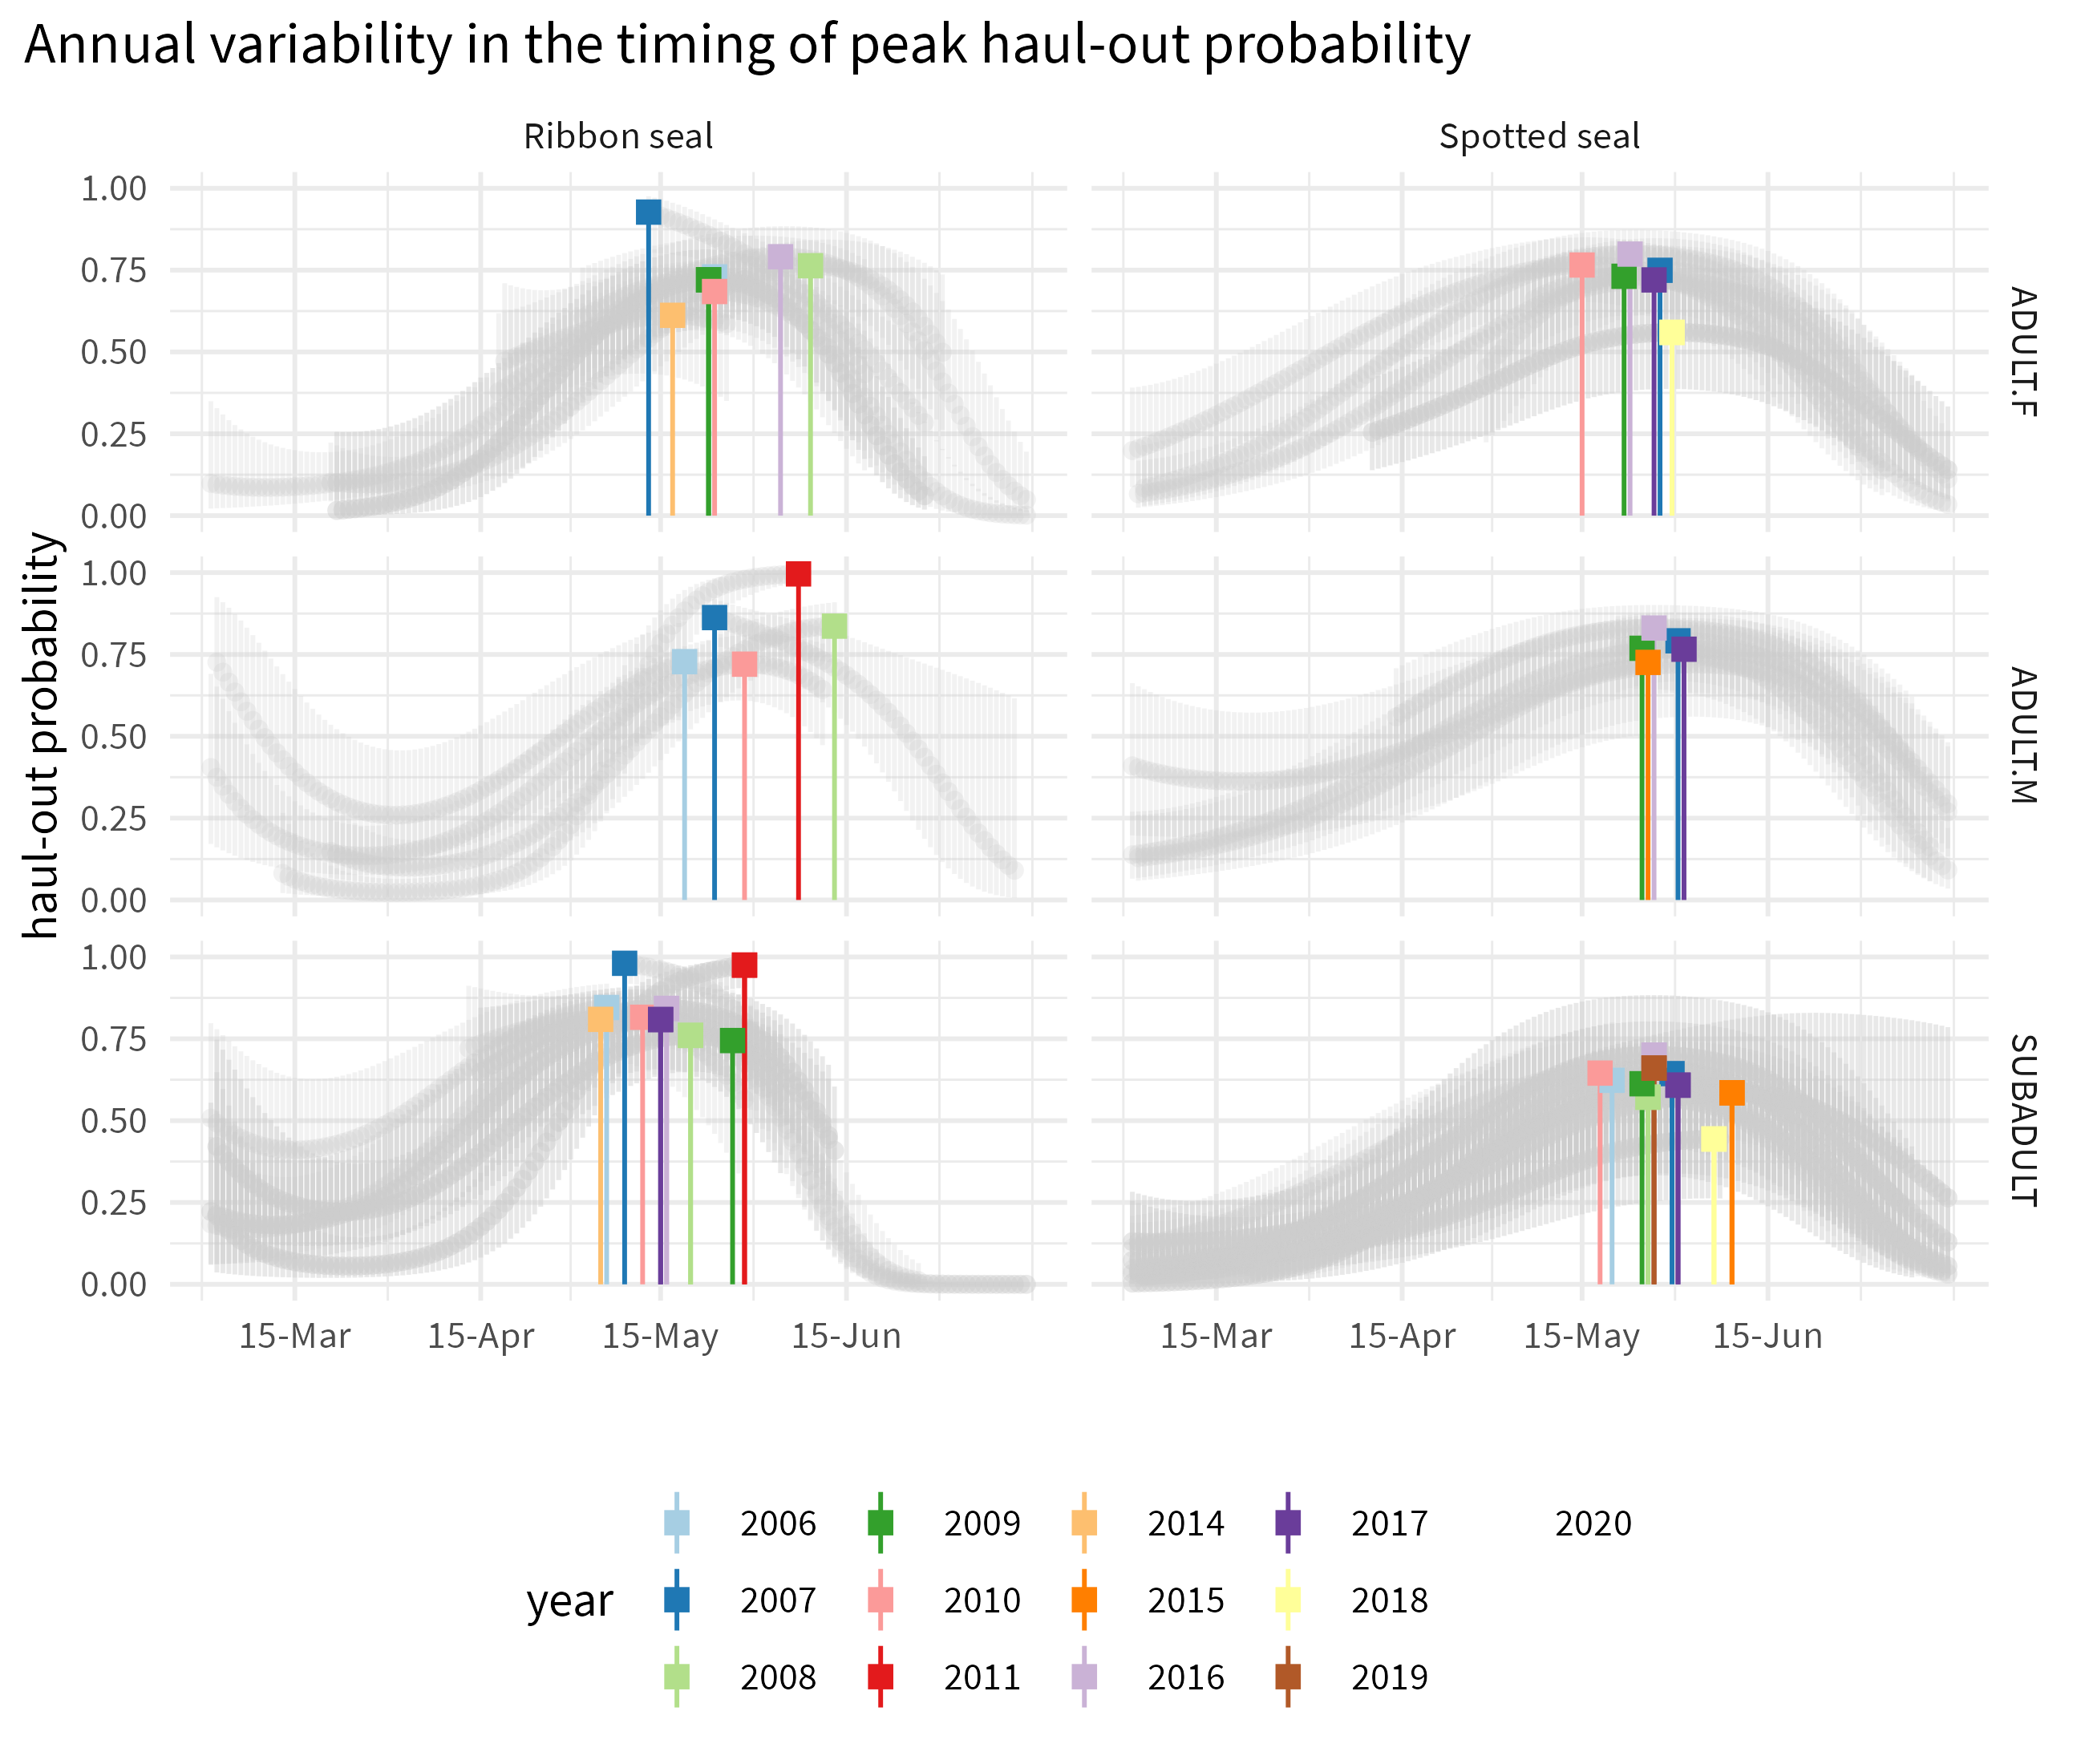 Annual variability in the timing of peak haul-out probability
Ribbon seal
Spotted seal
haul-out probability
1.00
0.75
0.50
0.25
0.00
ADULT.F
1.00
0.75
0.50
0.25
0.00
ADULT.M
1.00
0.75
0.50
0.25
0.00
SUBADULT
15-Mar 15-Apr 15-May 15-Jun
15-Mar 15-Apr 15-May 15-Jun
year
2006 2009 2014 2017 2020
2007 2010 2015 2018
2008 2011 2016 2019